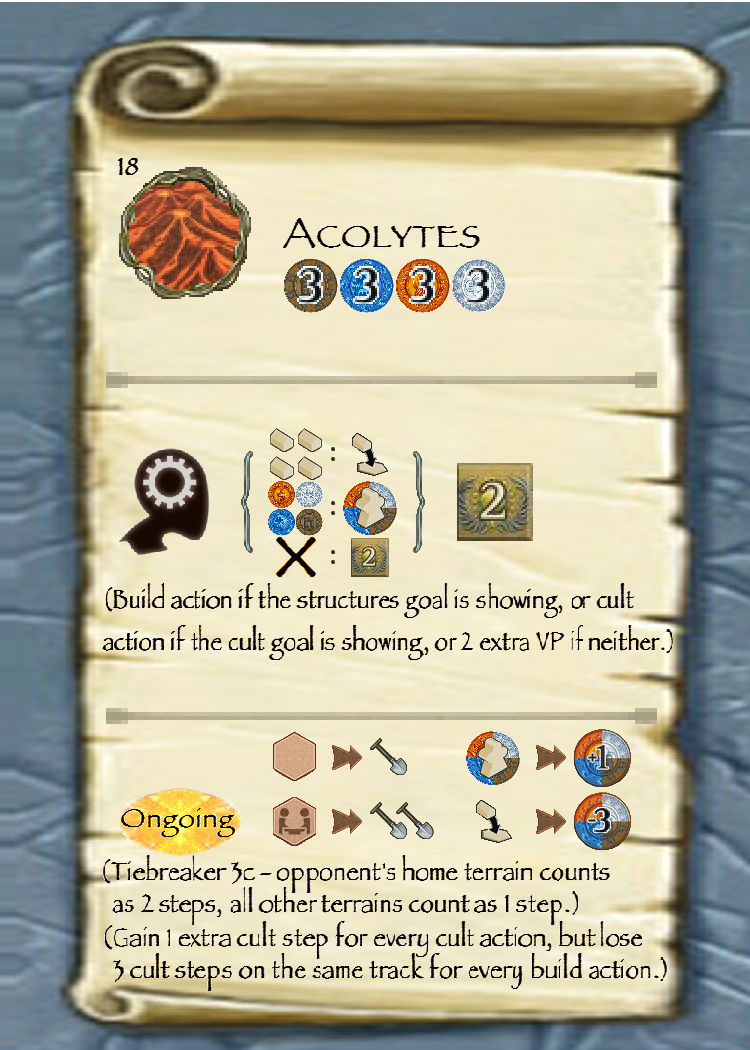 18
ACOLYTES
3 3 3 3
2
2
(Build action if the structures goal is showing, or cult
action if the cult goal is showing, or 2 extra VP if neither.)
+1
Ongoing
-3
(Tiebreaker 3c – opponent's home terrain counts
as 2 steps, all other terrains count as 1 step.)
(Gain 1 extra cult step for every cult action, but lose
3 cult steps on the same track for every build action.)